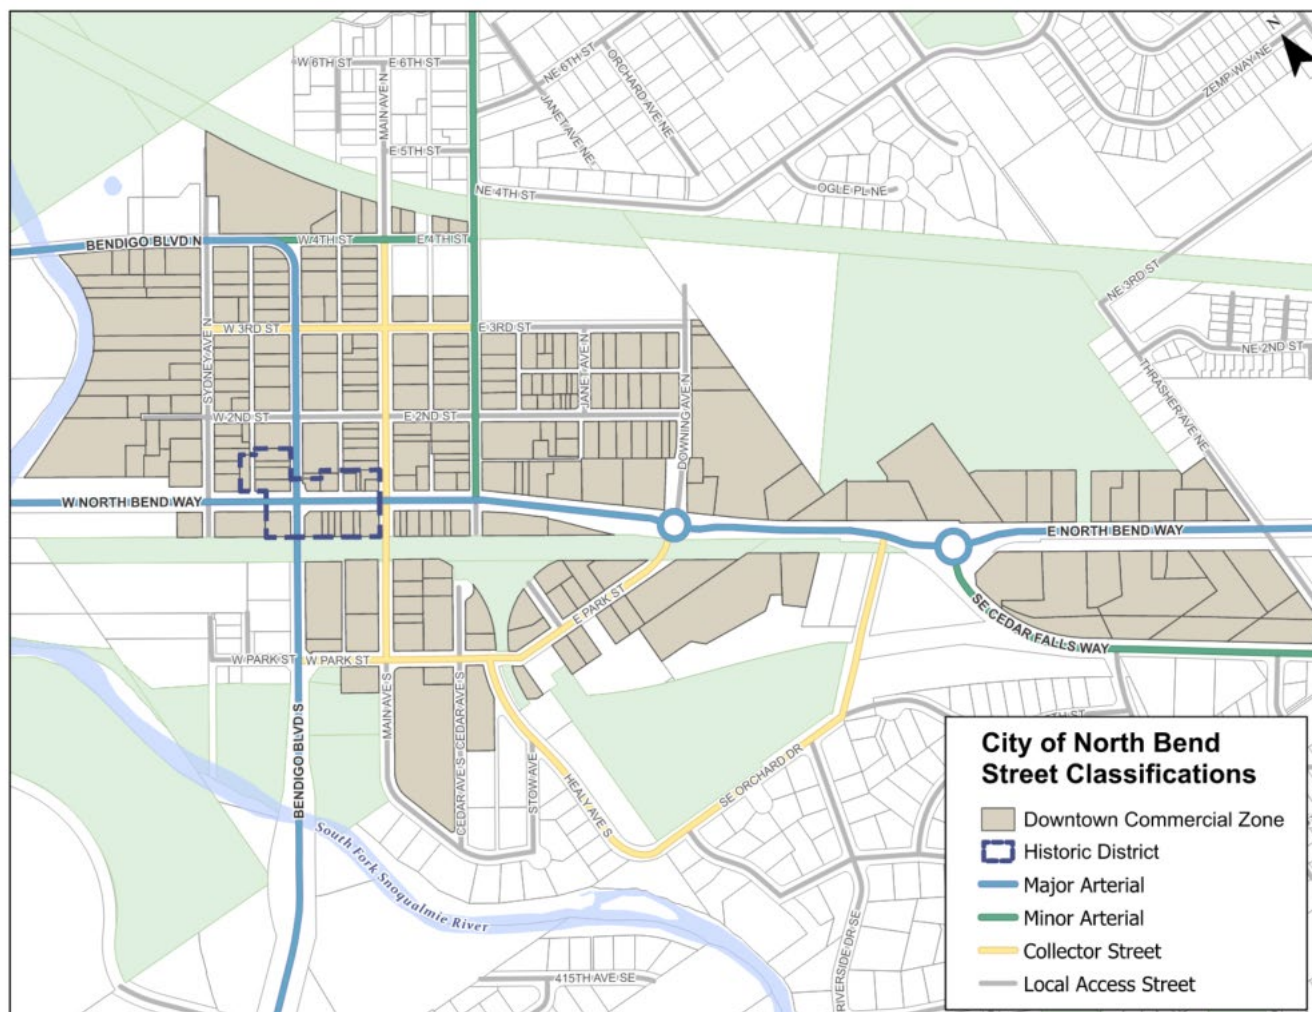 N
W 6TH ST
E 6TH ST
MAIN AVE N
NE 6TH ST
ORCHARD AVE NE
JANET AVE NE
ZEMP WAY NE
E 5TH ST
NE 4TH ST
OGLE PL NE
BENDIGO BLVD N
W 4TH ST
E 4TH ST
NE 3RD ST
W 3RD ST
E 3RD ST
SYDNEY AVE N
JANET AVE N
NE 2ND ST
THRASHER AVE NE
W 2ND ST
E 2ND ST
DOWNING AVE N
W NORTH BEND WAY
E NORTH BEND WAY
E PARK ST
SE CEDAR FALLS WAY
W PARK ST
W PARK ST
BENDIGO BLVD S
MAIN AVE S
CEDAR AVE S
CEDAR AVE S
STOW AVE
HEALY AVE S
SE ORCHARD DR
South Fork Snoqualmie River
415TH AVE SE
RIVERSIDE DR SE
City of North Bend
Street Classifications
Downtown Commercial Zone
Historic District
Major Arterial
Minor Arterial
Collector Street
Local Access Street